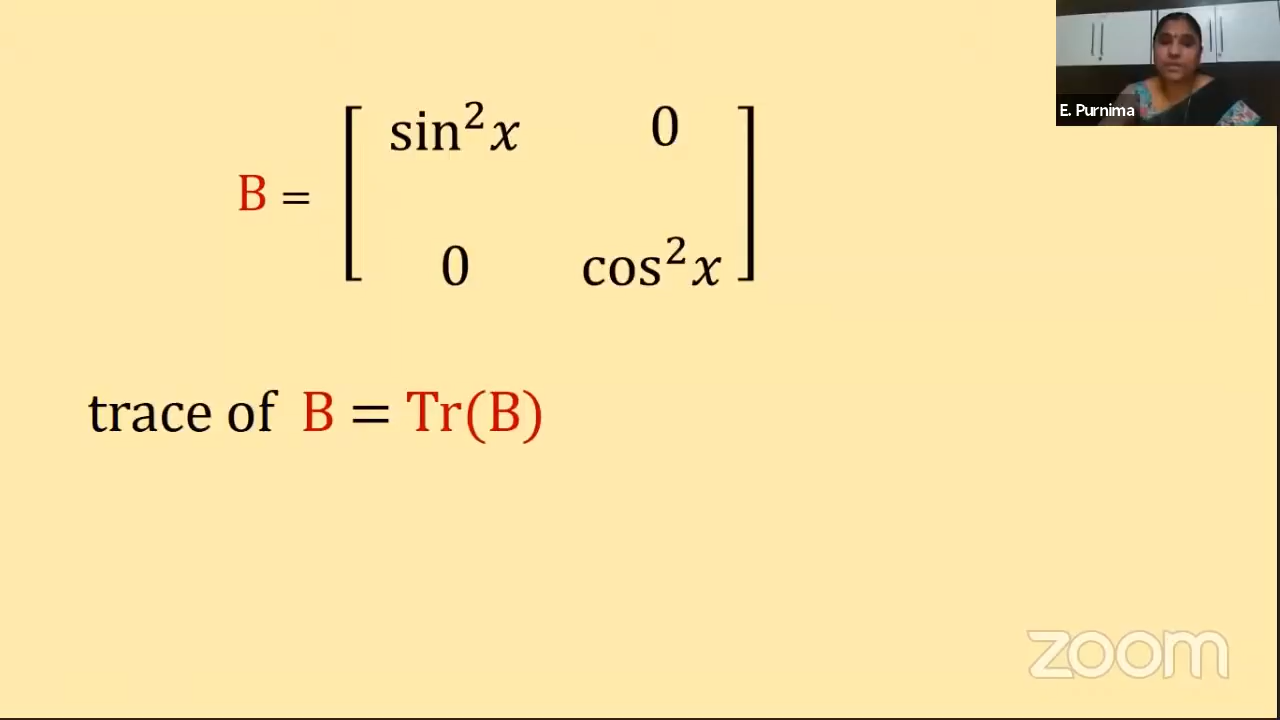 E. Purnima
sin²x 0
B =
0 cos²x
trace of B = Tr(B)
zoom